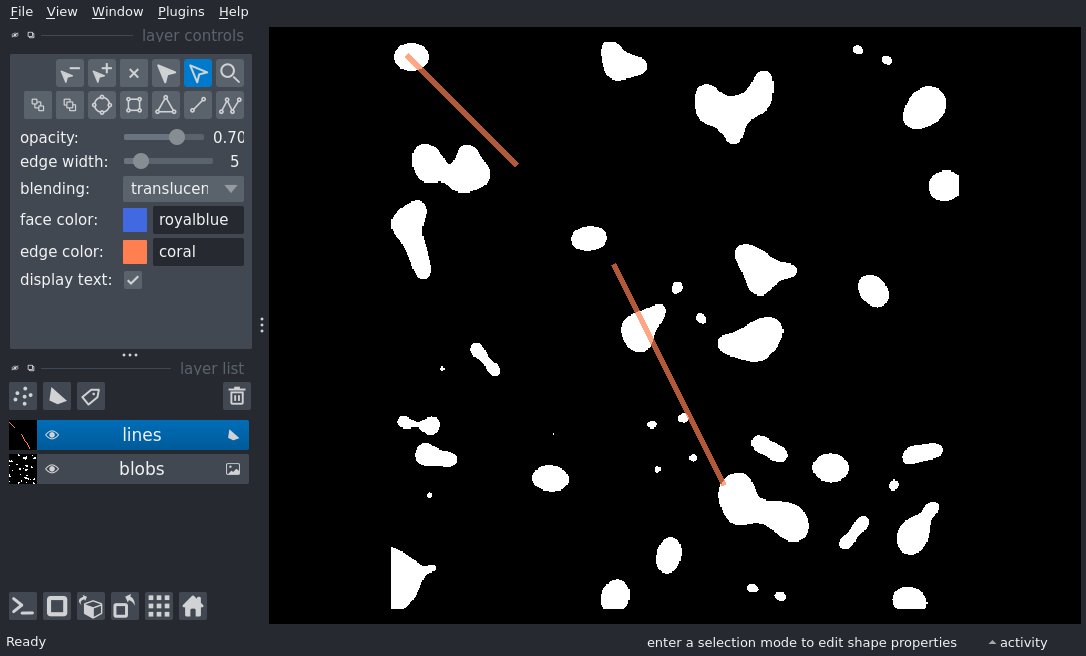 File View Window Plugins Help
layer controls
opacity: 0.70
edge width: 5
blending: translucen
face color: royalblue
edge color: coral
display text:
layer list
lines
blobs
Ready enter a selection mode to edit shape properties activity